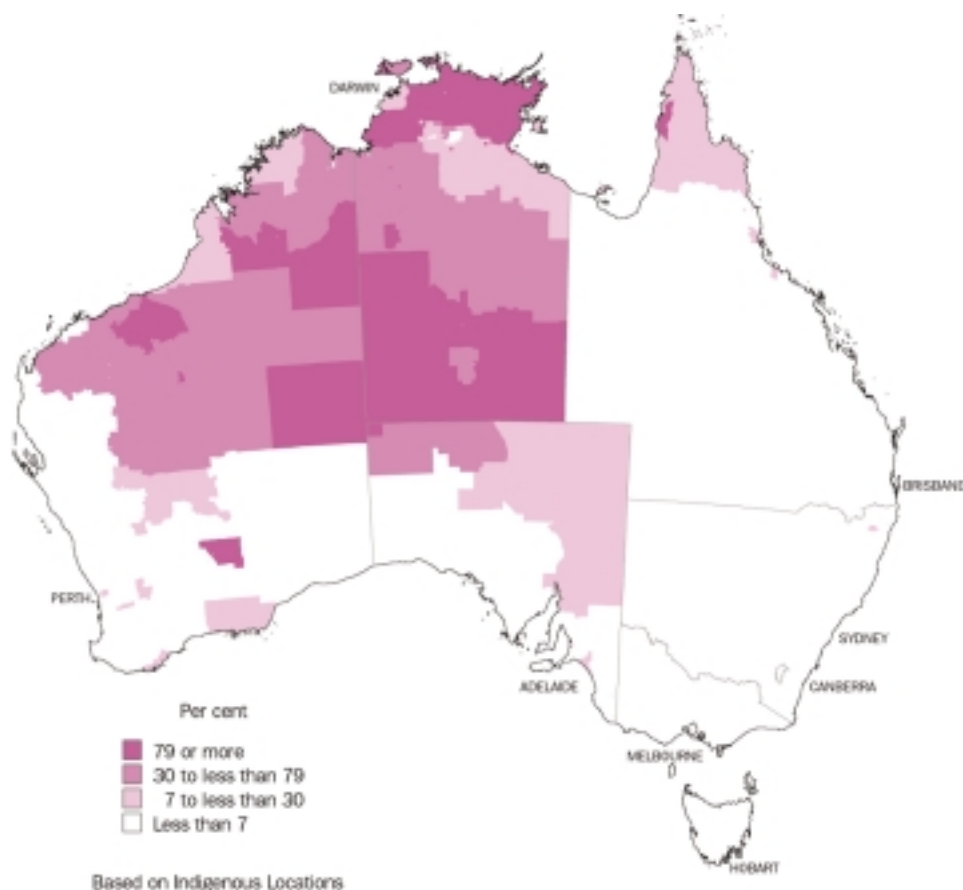 DARWIN
BRISBANE
PERTH
SYDNEY
ADELAIDE
CANBERRA
MELBOURNE
HOBART
Per cent
79 or more
30 to less than 79
7 to less than 30
Less than 7
Based on Indigenous Locations